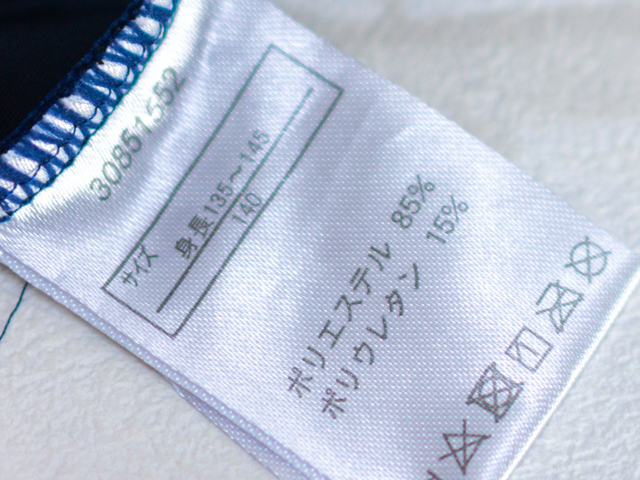 30851552
サイズ
身長135～145
140
ポリエステル 85%
ポリウレタン 15%